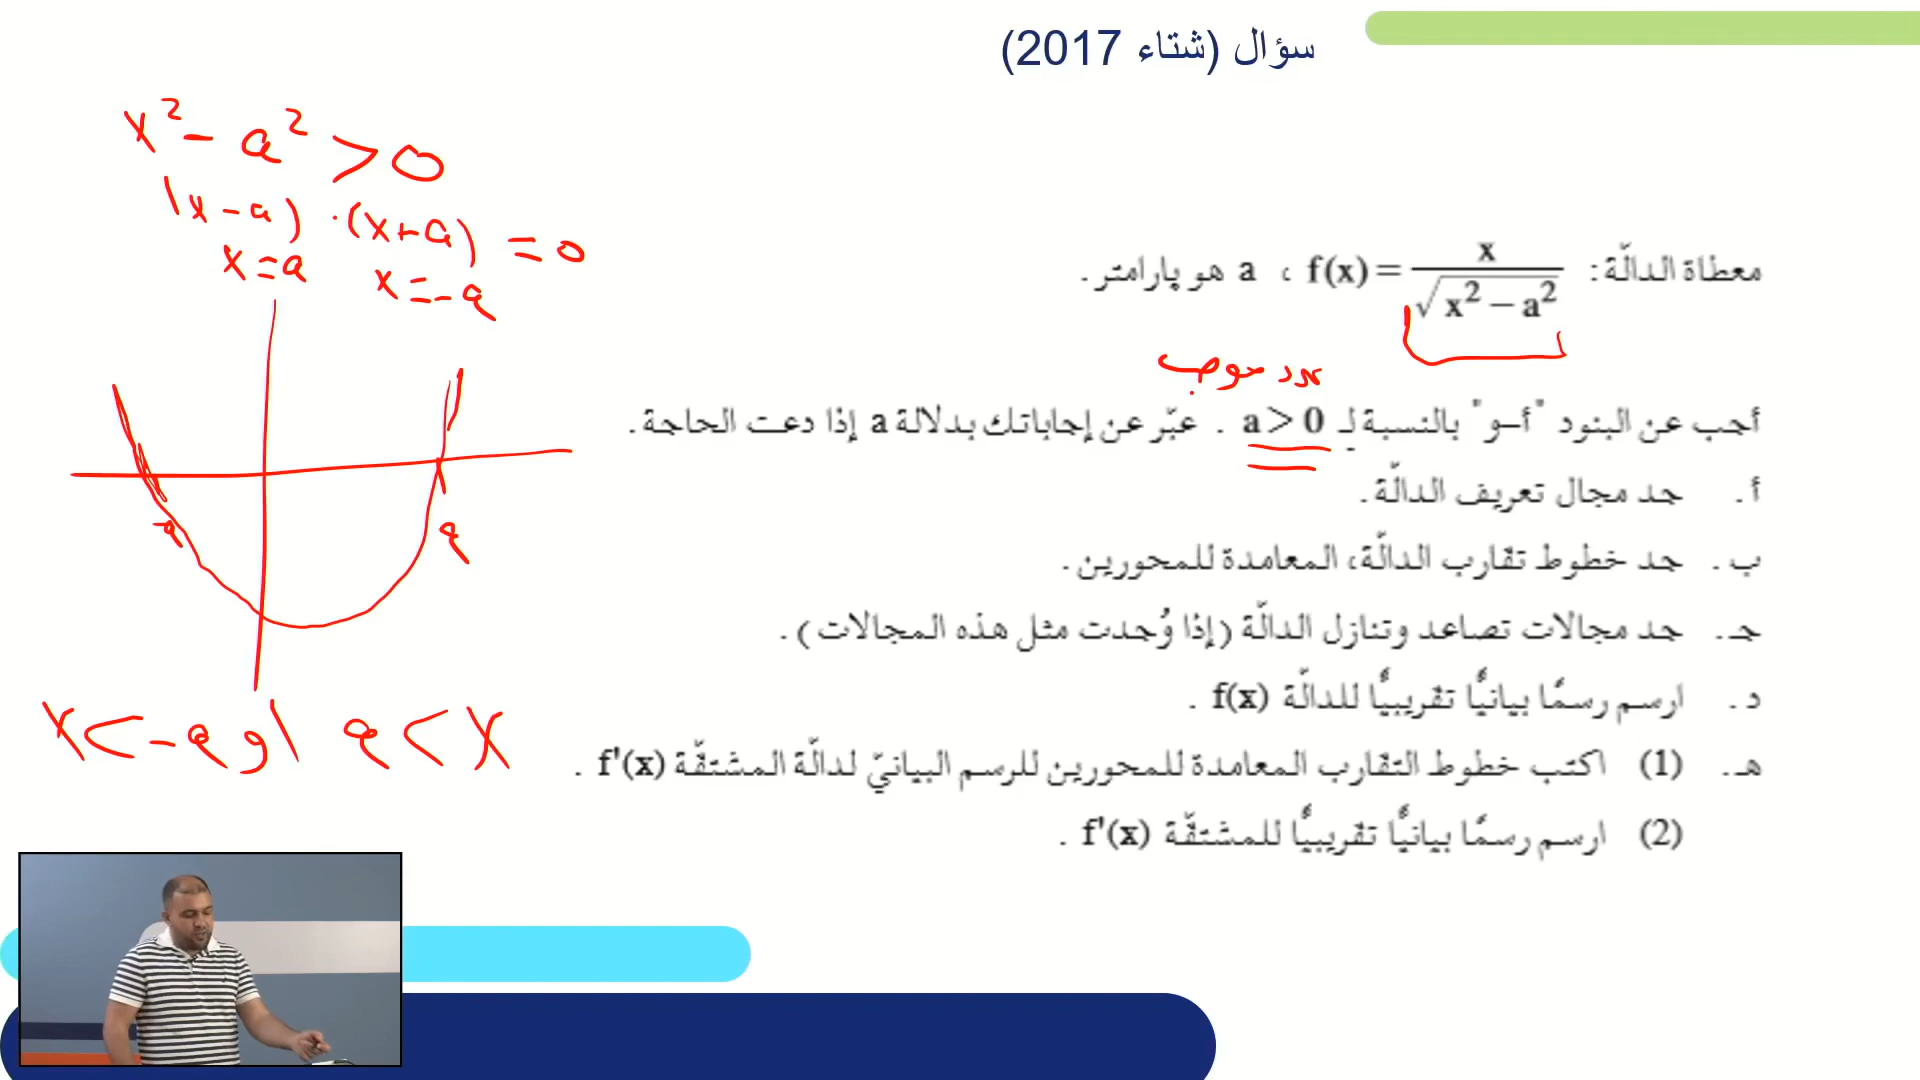 سؤال (شتاء 2017)
معطاة الدالّة: f(x) = x / √(x² − a²) ، a هو پارامتر.
عدد موجب
أجب عن البنود "أ–و" بالنسبة لـ a > 0 . عبّر عن إجاباتك بدلالة a إذا دعت الحاجة.
أ. جد مجال تعريف الدالّة.
ب. جد خطوط تقارب الدالّة، المعامدة للمحورين.
جـ. جد مجالات تصاعد وتنازل الدالّة (إذا وُجدت مثل هذه المجالات).
د. ارسم رسمًا بيانيًّا تقريبيًّا للدالّة f(x) .
هـ. (1) اكتب خطوط التقارب المعامدة للمحورين للرسم البيانيّ لدالّة المشتقّة f'(x) .
(2) ارسم رسمًا بيانيًّا تقريبيًّا للمشتقّة f'(x) .
x² − a² > 0
(x − a) · (x + a) = 0
x = a x = −a
−a a
x < −a او a < x